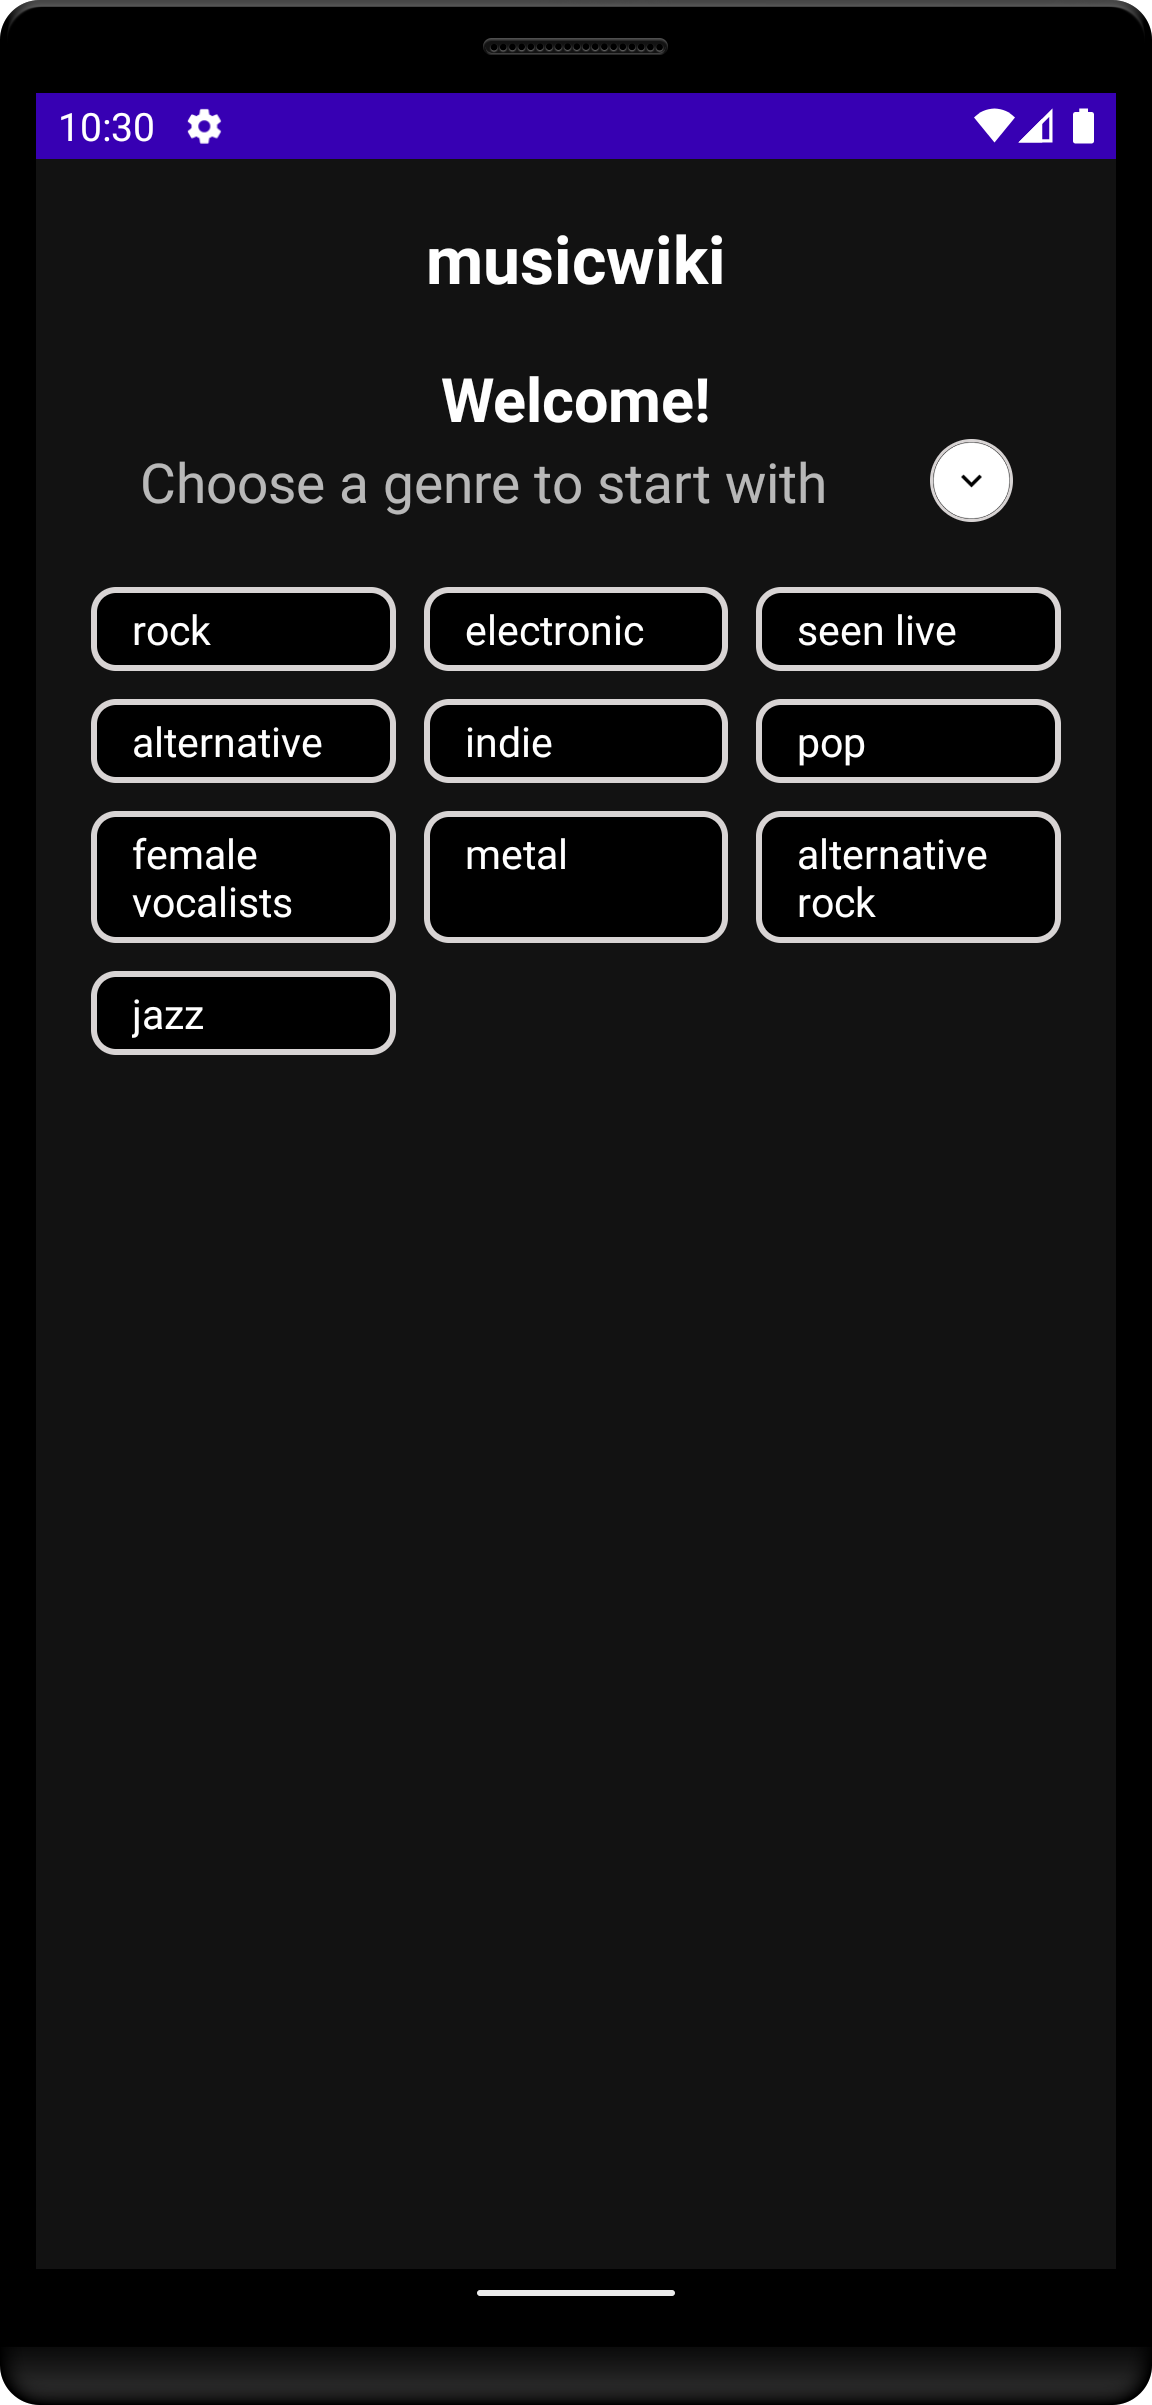 10:30
musicwiki
Welcome!
Choose a genre to start with
rock
electronic
seen live
alternative
indie
pop
female
vocalists
metal
alternative
rock
jazz